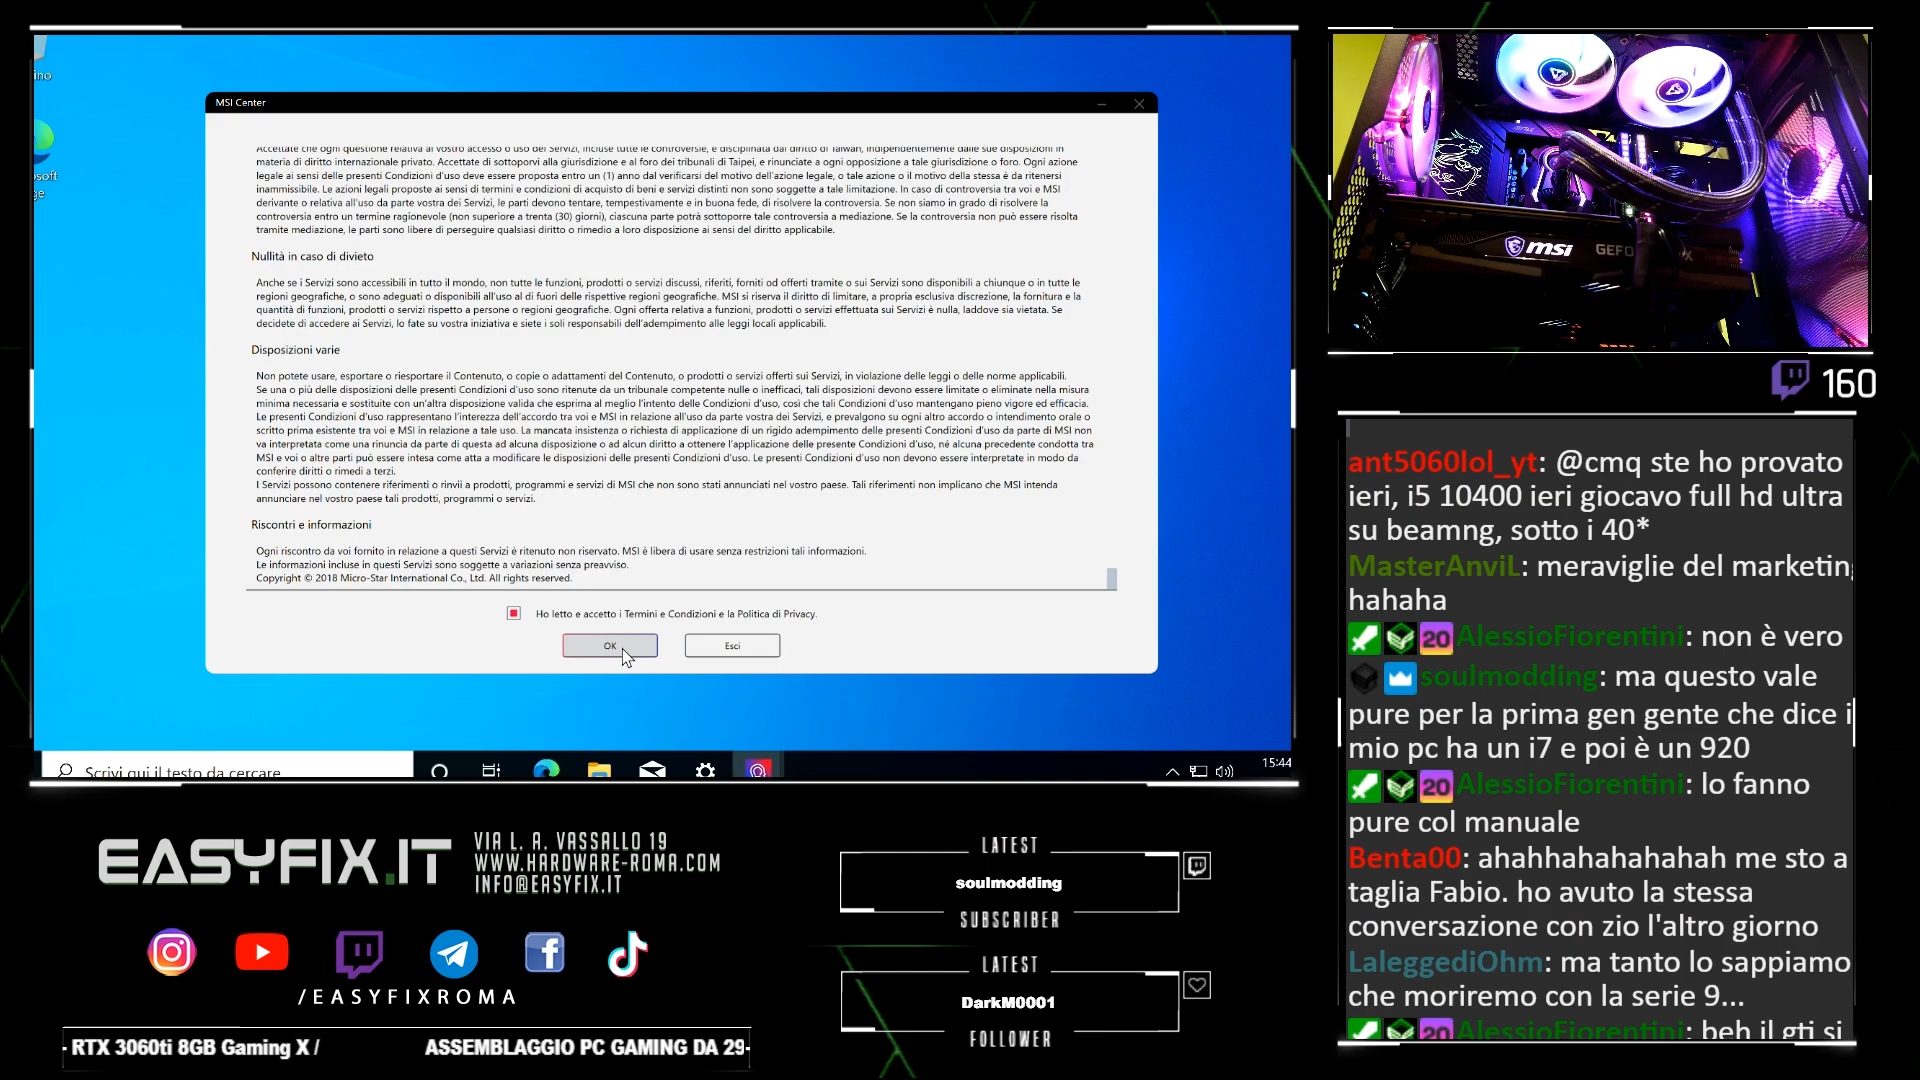 ino
osoft
ge
MSI Center
Accettate che ogni questione relativa al vostro accesso o uso dei Servizi, incluse tutte le controversie, è disciplinata dal diritto di Taiwan, indipendentemente dalle sue disposizioni in
materia di diritto internazionale privato. Accettate di sottoporvi alla giurisdizione e al foro dei tribunali di Taipei, e rinunciate a ogni opposizione a tale giurisdizione o foro. Ogni azione
legale ai sensi delle presenti Condizioni d'uso deve essere proposta entro un (1) anno dal verificarsi del motivo dell'azione legale, o tale azione o il motivo della stessa è da ritenersi
inammissibile. Le azioni legali proposte ai sensi di termini e condizioni di acquisto di beni e servizi distinti non sono soggette a tale limitazione. In caso di controversia tra voi e MSI
derivante o relativa all'uso da parte vostra dei Servizi, le parti devono tentare, tempestivamente e in buona fede, di risolvere la controversia. Se non siamo in grado di risolvere la
controversia entro un termine ragionevole (non superiore a trenta (30) giorni), ciascuna parte potrà sottoporre tale controversia a mediazione. Se la controversia non può essere risolta
tramite mediazione, le parti sono libere di perseguire qualsiasi diritto o rimedio a loro disposizione ai sensi del diritto applicabile.
Nullità in caso di divieto
Anche se i Servizi sono accessibili in tutto il mondo, non tutte le funzioni, prodotti o servizi discussi, riferiti, forniti od offerti tramite o sui Servizi sono disponibili a chiunque o in tutte le
regioni geografiche, o sono adeguati o disponibili all'uso al di fuori delle rispettive regioni geografiche. MSI si riserva il diritto di limitare, a propria esclusiva discrezione, la fornitura e la
quantità di funzioni, prodotti o servizi rispetto a persone o regioni geografiche. Ogni offerta relativa a funzioni, prodotti o servizi effettuata sui Servizi è nulla, laddove sia vietata. Se
decidete di accedere ai Servizi, lo fate su vostra iniziativa e siete i soli responsabili dell'adempimento alle leggi locali applicabili.
Disposizioni varie
Non potete usare, esportare o riesportare il Contenuto, o copie o adattamenti del Contenuto, o prodotti o servizi offerti sui Servizi, in violazione delle leggi o delle norme applicabili.
Se una o più delle disposizioni delle presenti Condizioni d'uso sono ritenute da un tribunale competente nulle o inefficaci, tali disposizioni devono essere limitate o eliminate nella misura
minima necessaria e sostituite con un'altra disposizione valida che esprima al meglio l'intento delle Condizioni d'uso, così che tali Condizioni d'uso mantengano pieno vigore ed efficacia.
Le presenti Condizioni d'uso rappresentano l'interezza dell'accordo tra voi e MSI in relazione all'uso da parte vostra dei Servizi, e prevalgono su ogni altro accordo o intendimento orale o
scritto prima esistente tra voi e MSI in relazione a tale uso. La mancata insistenza o richiesta di applicazione di un rigido adempimento delle presenti Condizioni d'uso da parte di MSI non
va interpretata come una rinuncia da parte di questa ad alcuna disposizione o ad alcun diritto a ottenere l'applicazione delle presente Condizioni d'uso, né alcuna precedente condotta tra
MSI e voi o altre parti può essere intesa come atta a modificare le disposizioni delle presenti Condizioni d'uso. Le presenti Condizioni d'uso non devono essere interpretate in modo da
conferire diritti o rimedi a terzi.
I Servizi possono contenere riferimenti o rinvii a prodotti, programmi e servizi di MSI che non sono stati annunciati nel vostro paese. Tali riferimenti non implicano che MSI intenda
annunciare nel vostro paese tali prodotti, programmi o servizi.
Riscontri e informazioni
Ogni riscontro da voi fornito in relazione a questi Servizi è ritenuto non riservato. MSI è libera di usare senza restrizioni tali informazioni.
Le informazioni incluse in questi Servizi sono soggette a variazioni senza preavviso.
Copyright © 2018 Micro-Star International Co., Ltd. All rights reserved.
Ho letto e accetto i Termini e Condizioni e la Politica di Privacy.
OK Esci
Scrivi qui il testo da cercare
15:44
msi GEFO X
160
ant5060lol_yt: @cmq ste ho provato
ieri, i5 10400 ieri giocavo full hd ultra
su beamng, sotto i 40*
MasterAnviL: meraviglie del marketing
hahaha
20 AlessioFiorentini: non è vero
soulmodding: ma questo vale
pure per la prima gen gente che dice i
mio pc ha un i7 e poi è un 920
20 AlessioFiorentini: lo fanno
pure col manuale
Benta00: ahahhahahahahah me sto a
taglia Fabio. ho avuto la stessa
conversazione con zio l'altro giorno
LaleggediOhm: ma tanto lo sappiamo
che moriremo con la serie 9...
20 AlessioFiorentini: beh il gti si
EASYFIX.IT
VIA L. A. VASSALLO 19
WWW.HARDWARE-ROMA.COM
INFO@EASYFIX.IT
/EASYFIXROMA
- RTX 3060ti 8GB Gaming X / ASSEMBLAGGIO PC GAMING DA 29-
LATEST
soulmodding
SUBSCRIBER
LATEST
DarkM0001
FOLLOWER